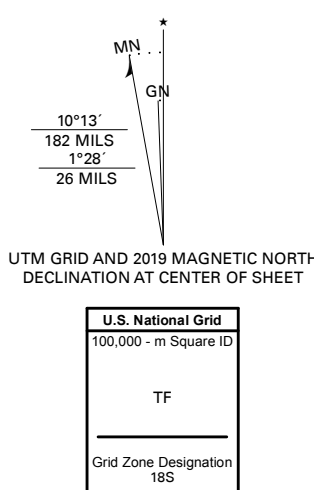 ★
MN
GN
10°13´
182 MILS
1°28´
26 MILS
UTM GRID AND 2019 MAGNETIC NORTH
DECLINATION AT CENTER OF SHEET
U.S. National Grid
100,000 - m Square ID
TF
Grid Zone Designation
18S